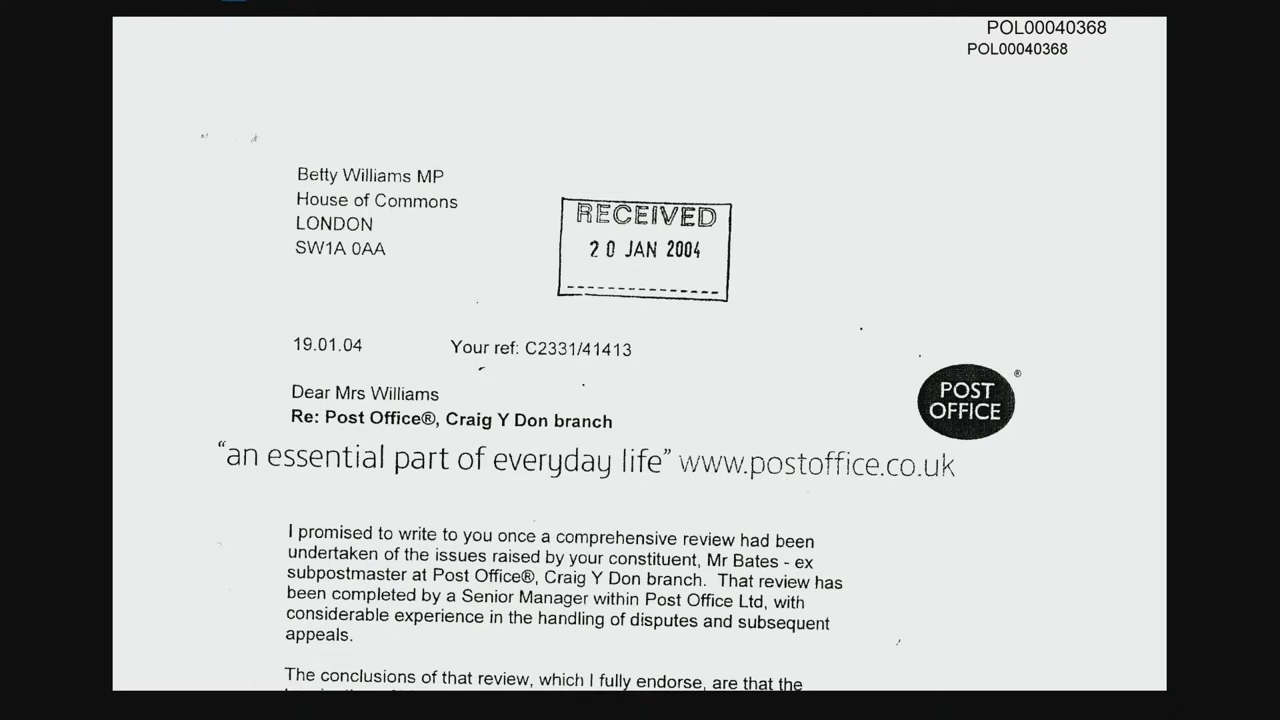 POL00040368
POL00040368
Betty Williams MP
House of Commons
LONDON
SW1A 0AA
RECEIVED
20 JAN 2004
19.01.04 Your ref: C2331/41413
Dear Mrs Williams
Re: Post Office®, Craig Y Don branch
POST
OFFICE
®
“an essential part of everyday life” www.postoffice.co.uk
I promised to write to you once a comprehensive review had been
undertaken of the issues raised by your constituent, Mr Bates - ex
subpostmaster at Post Office®, Craig Y Don branch. That review has
been completed by a Senior Manager within Post Office Ltd, with
considerable experience in the handling of disputes and subsequent
appeals.
The conclusions of that review, which I fully endorse, are that the